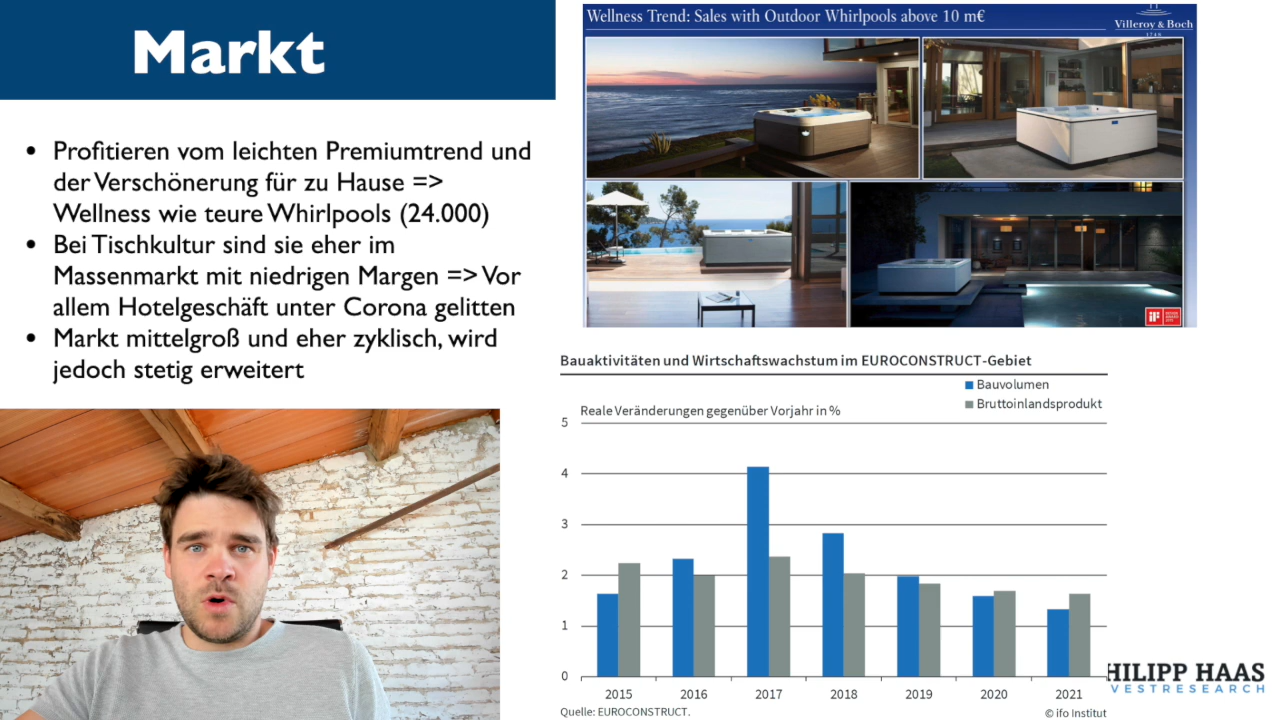 Markt
• Profitieren vom leichten Premiumtrend und
der Verschönerung für zu Hause =>
Wellness wie teure Whirlpools (24.000)
• Bei Tischkultur sind sie eher im
Massenmarkt mit niedrigen Margen => Vor
allem Hotelgeschäft unter Corona gelitten
• Markt mittelgroß und eher zyklisch, wird
jedoch stetig erweitert
Wellness Trend: Sales with Outdoor Whirlpools above 10 m€
Villeroy & Boch
1748
iF
Bauaktivitäten und Wirtschaftswachstum im EUROCONSTRUCT-Gebiet
Bauvolumen
Bruttoinlandsprodukt
Reale Veränderungen gegenüber Vorjahr in %
5
4
3
2
1
0
2015 2016 2017 2018 2019 2020 2021
Quelle: EUROCONSTRUCT.
© ifo Institut
HILIPP HAAS
VESTRESEARCH